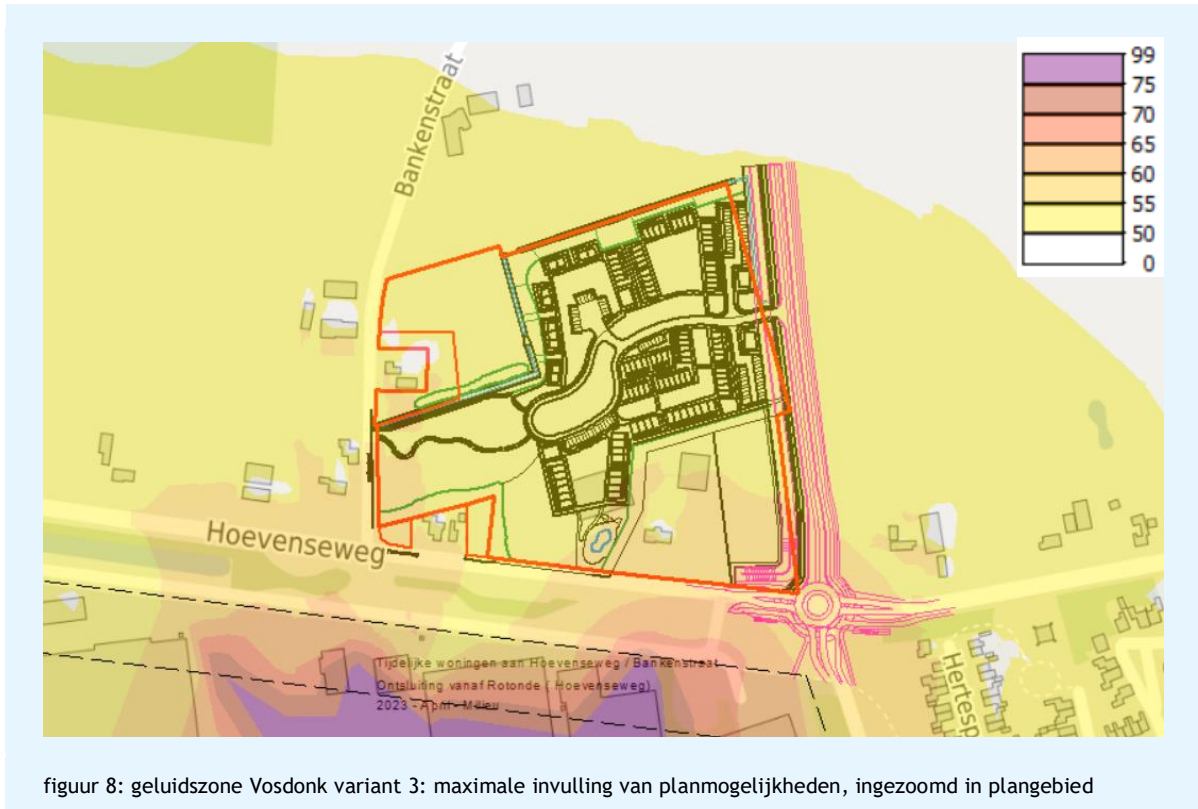 Bankenstraat
99
75
70
65
60
55
50
0
Hoevenseweg
Tijdelijke woningen aan Hoevenseweg / Bankenstraat
Ontsluiting vanaf Rotonde ( Hoevenseweg)
2023 - April - Milieu
Hertesp
figuur 8: geluidszone Vosdonk variant 3: maximale invulling van planmogelijkheden, ingezoomd in plangebied